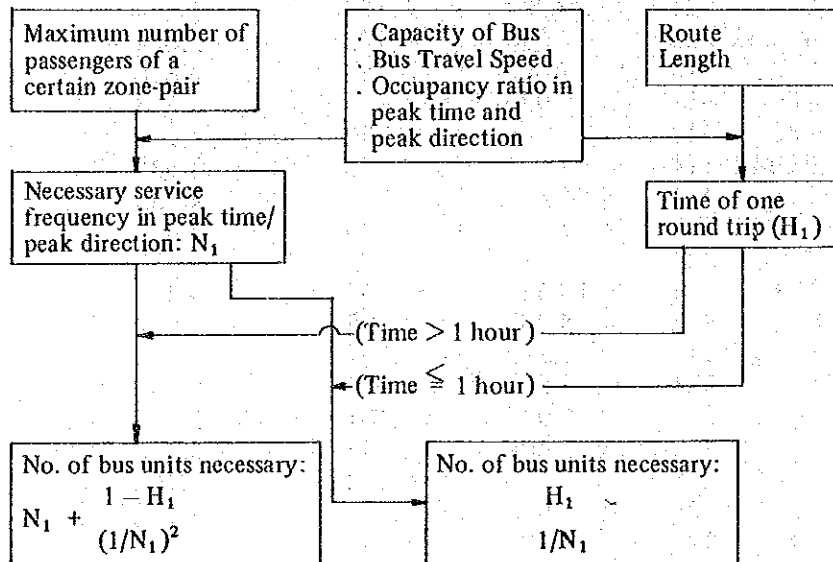 Maximum number of
passengers of a
certain zone-pair
. Capacity of Bus
. Bus Travel Speed
. Occupancy ratio in
peak time and
peak direction
Route
Length
Necessary service
frequency in peak time/
peak direction: N₁
Time of one
round trip (H₁)
(Time > 1 hour)
(Time ≦ 1 hour)
No. of bus units necessary:
N₁ +
1 – H₁
(1/N₁)²
No. of bus units necessary:
H₁
1/N₁